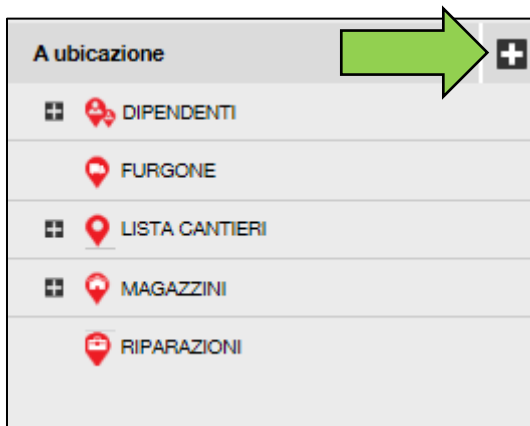 A ubicazione
DIPENDENTI
FURGONE
LISTA CANTIERI
MAGAZZINI
RIPARAZIONI